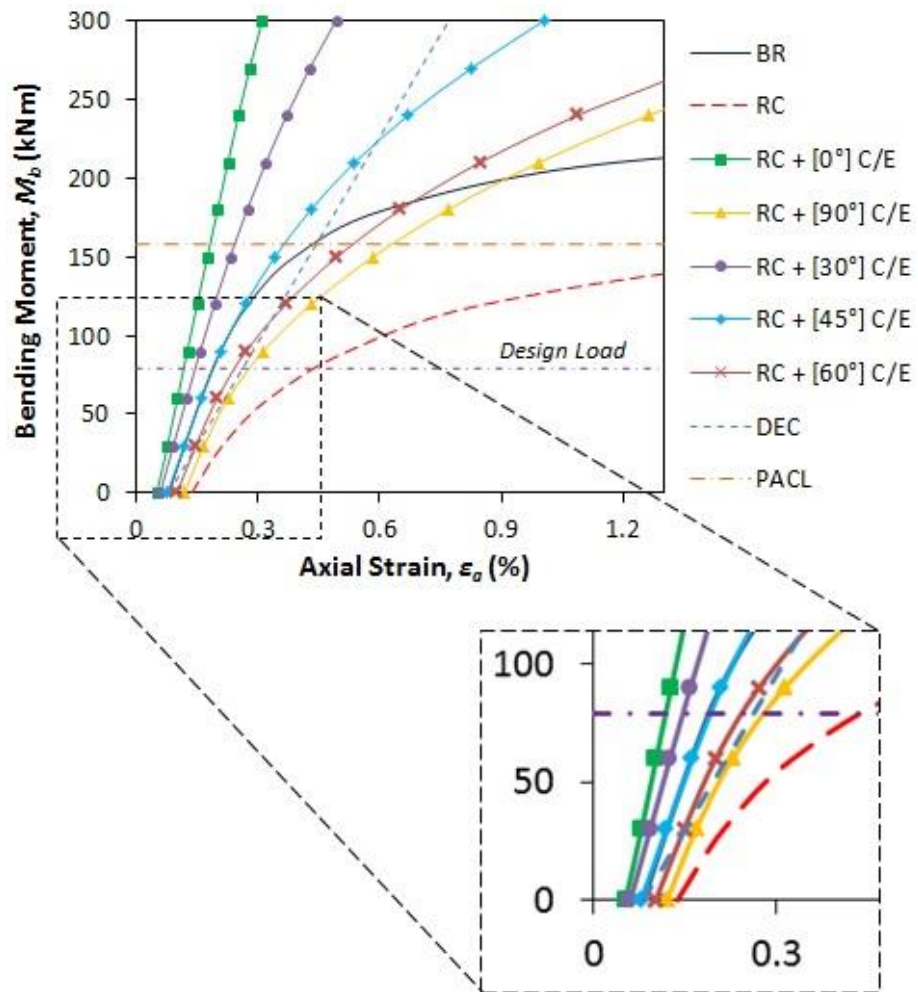 Bending Moment, M_b (kNm)
300
250
200
150
100
50
0
Design Load
0 0.3 0.6 0.9 1.2
Axial Strain, ε_a (%)
BR
RC
RC + [0°] C/E
RC + [90°] C/E
RC + [30°] C/E
RC + [45°] C/E
RC + [60°] C/E
DEC
PACL
100
50
0
0 0.3